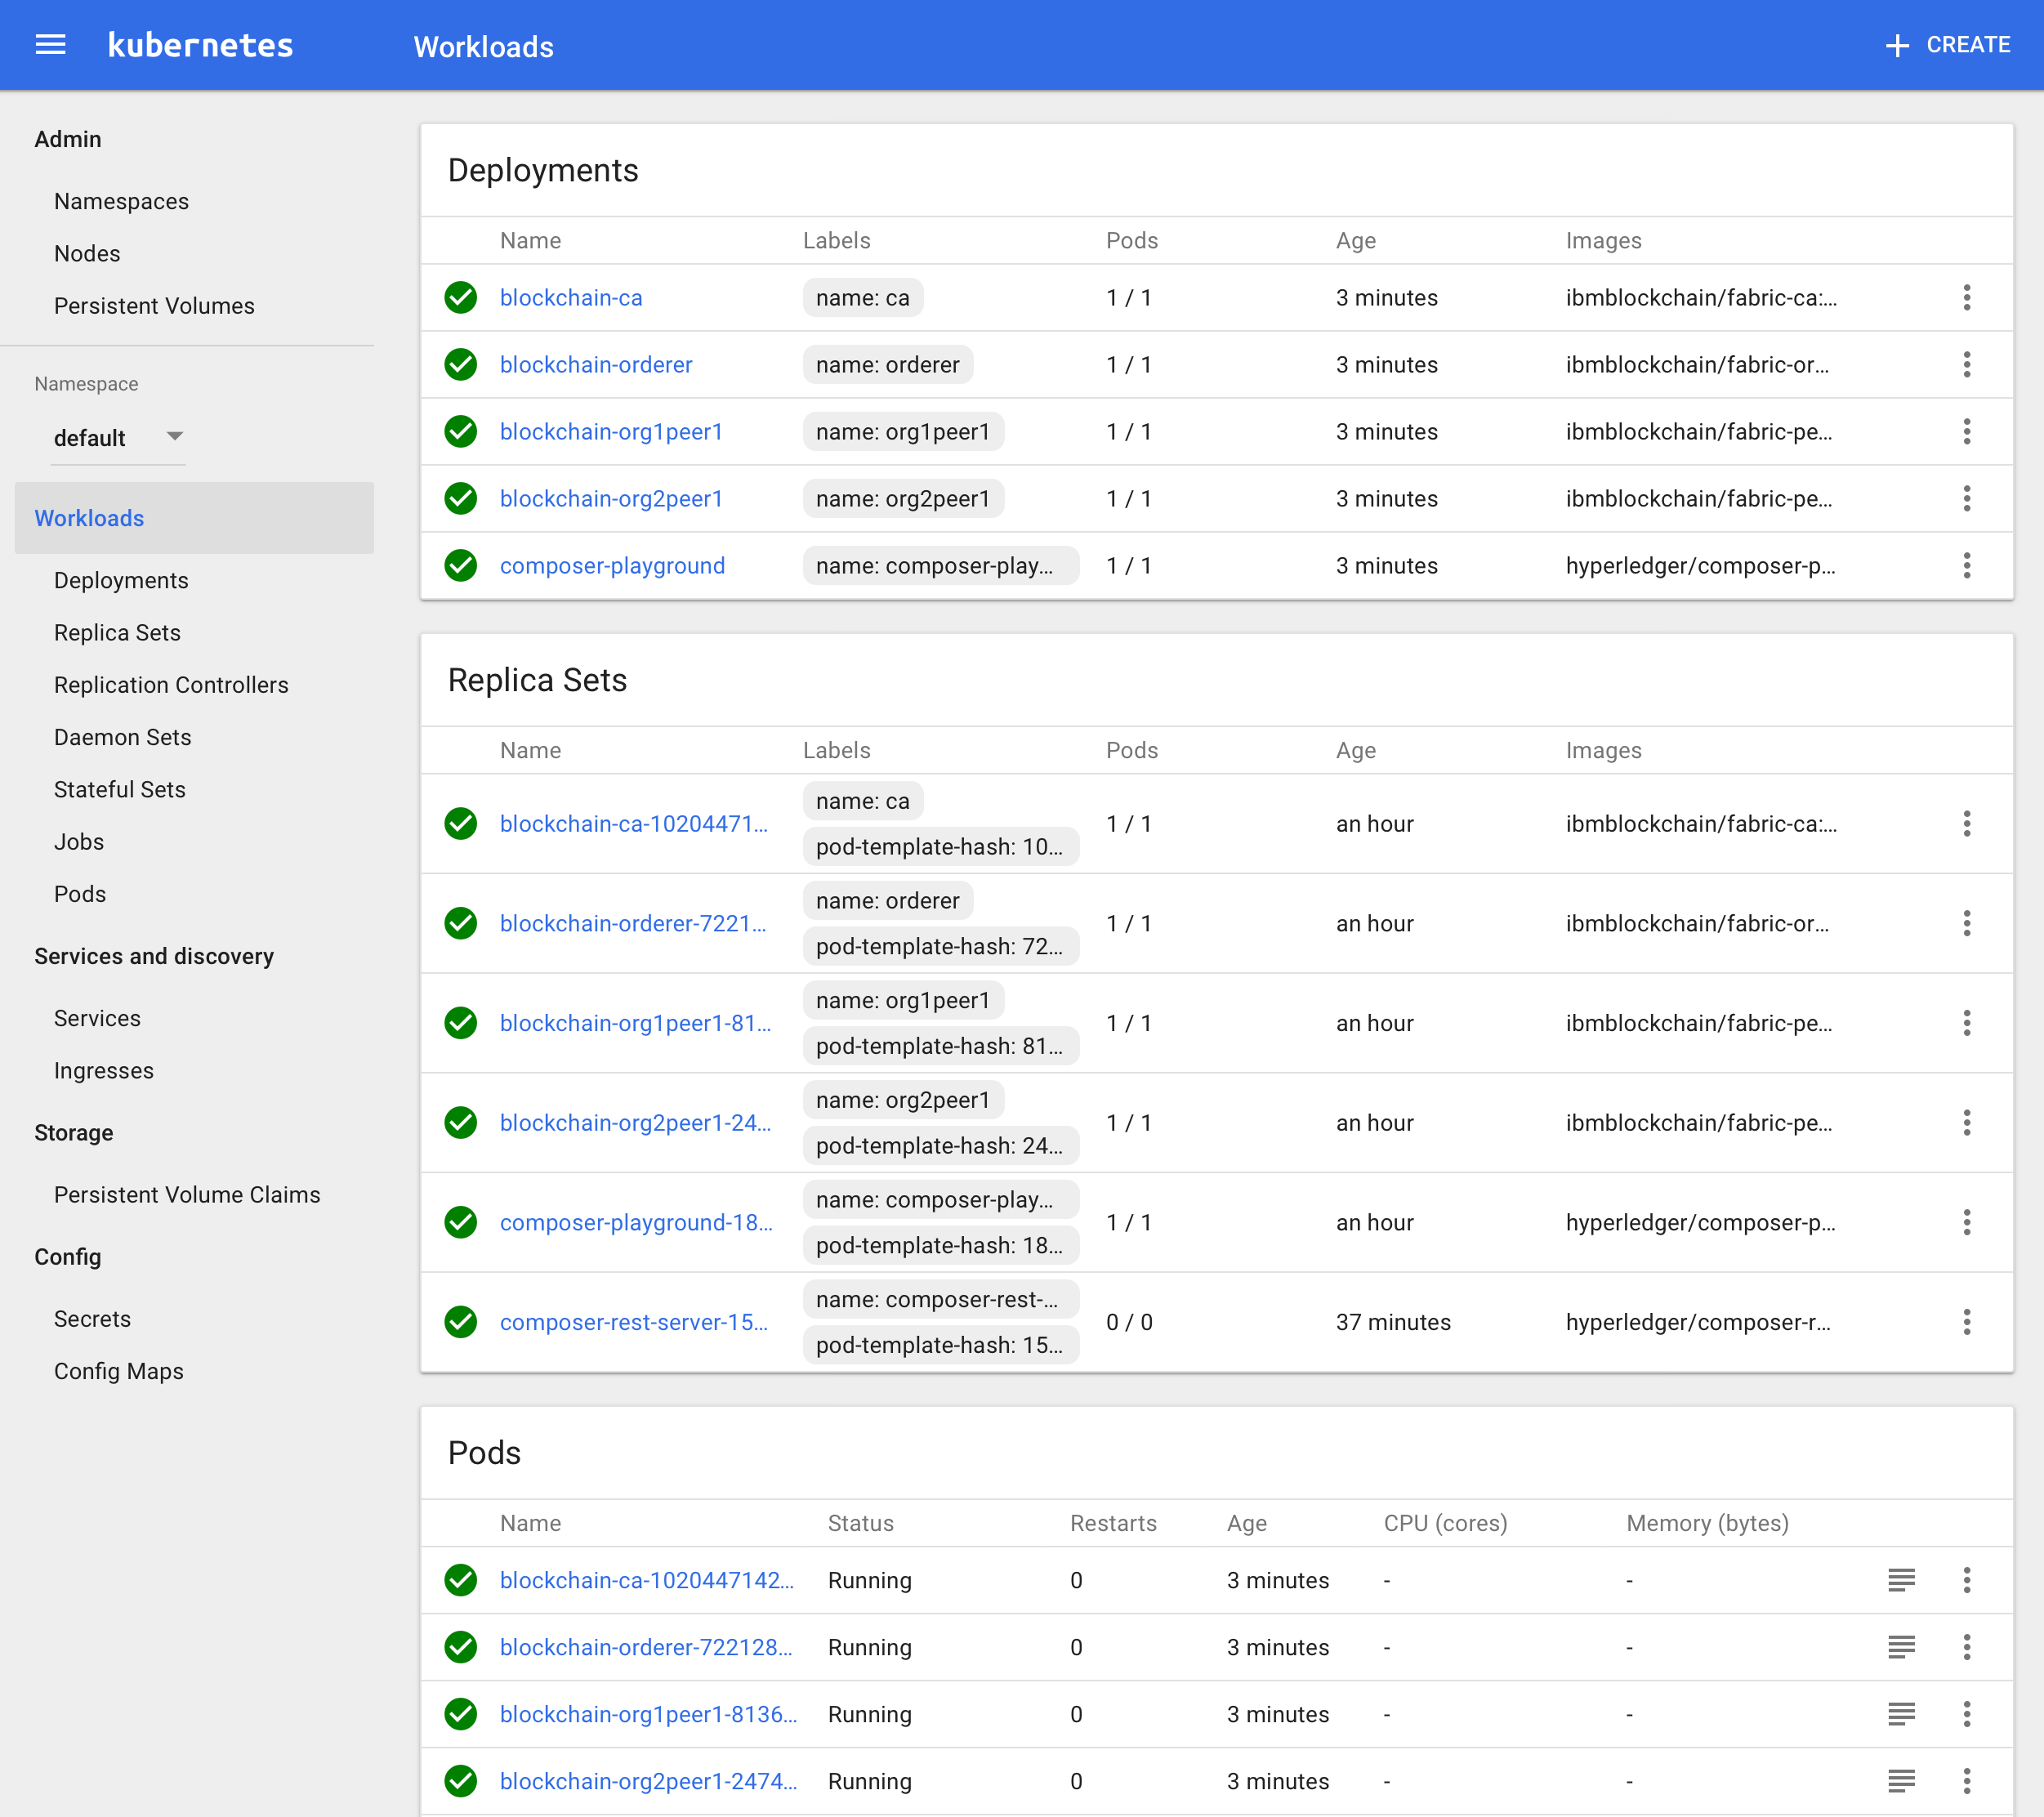 kubernetes Workloads CREATE
Admin
Namespaces
Nodes
Persistent Volumes
Namespace
default
Workloads
Deployments
Replica Sets
Replication Controllers
Daemon Sets
Stateful Sets
Jobs
Pods
Services and discovery
Services
Ingresses
Storage
Persistent Volume Claims
Config
Secrets
Config Maps
Deployments
Name Labels Pods Age Images
blockchain-ca name: ca 1 / 1 3 minutes ibmblockchain/fabric-ca:...
blockchain-orderer name: orderer 1 / 1 3 minutes ibmblockchain/fabric-or...
blockchain-org1peer1 name: org1peer1 1 / 1 3 minutes ibmblockchain/fabric-pe...
blockchain-org2peer1 name: org2peer1 1 / 1 3 minutes ibmblockchain/fabric-pe...
composer-playground name: composer-play... 1 / 1 3 minutes hyperledger/composer-p...
Replica Sets
Name Labels Pods Age Images
name: ca
blockchain-ca-10204471... 1 / 1 an hour ibmblockchain/fabric-ca:...
pod-template-hash: 10...
name: orderer
blockchain-orderer-7221... 1 / 1 an hour ibmblockchain/fabric-or...
pod-template-hash: 72...
name: org1peer1
blockchain-org1peer1-81... 1 / 1 an hour ibmblockchain/fabric-pe...
pod-template-hash: 81...
name: org2peer1
blockchain-org2peer1-24... 1 / 1 an hour ibmblockchain/fabric-pe...
pod-template-hash: 24...
name: composer-play...
composer-playground-18... 1 / 1 an hour hyperledger/composer-p...
pod-template-hash: 18...
name: composer-rest-...
composer-rest-server-15... 0 / 0 37 minutes hyperledger/composer-r...
pod-template-hash: 15...
Pods
Name Status Restarts Age CPU (cores) Memory (bytes)
blockchain-ca-1020447142... Running 0 3 minutes - -
blockchain-orderer-722128... Running 0 3 minutes - -
blockchain-org1peer1-8136... Running 0 3 minutes - -
blockchain-org2peer1-2474... Running 0 3 minutes - -